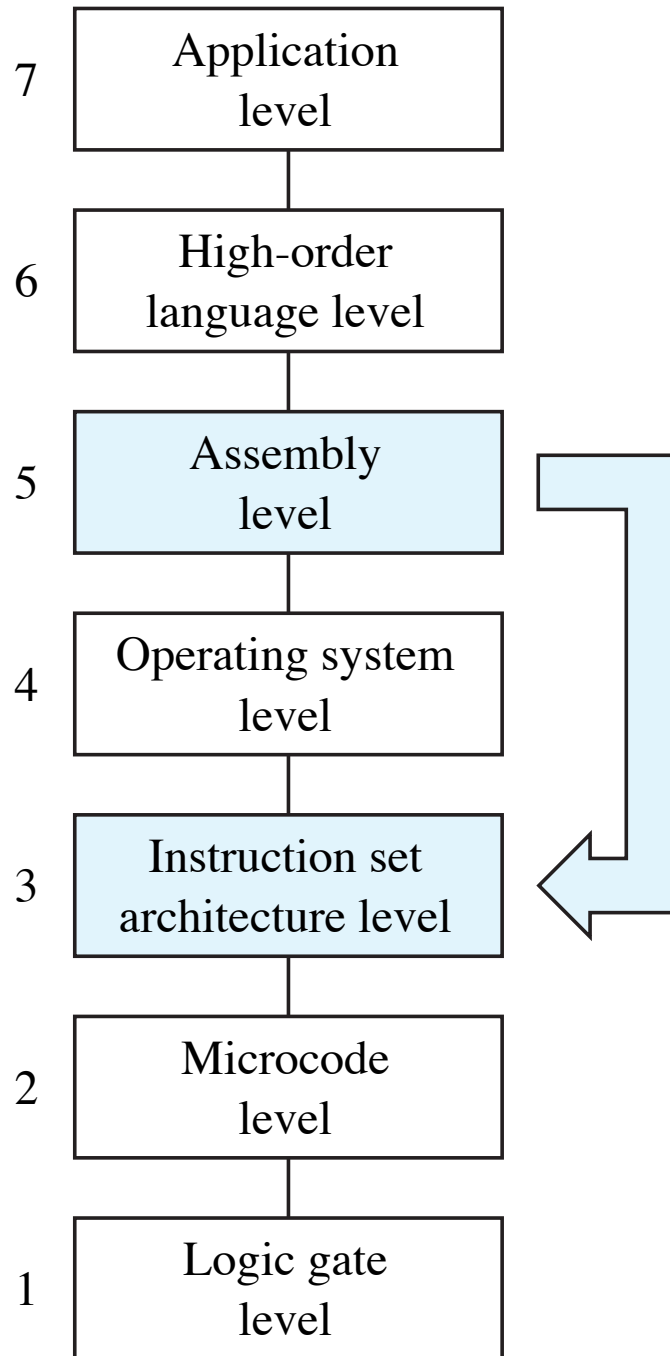 7
Application
level
6
High-order
language level
5
Assembly
level
4
Operating system
level
3
Instruction set
architecture level
2
Microcode
level
1
Logic gate
level